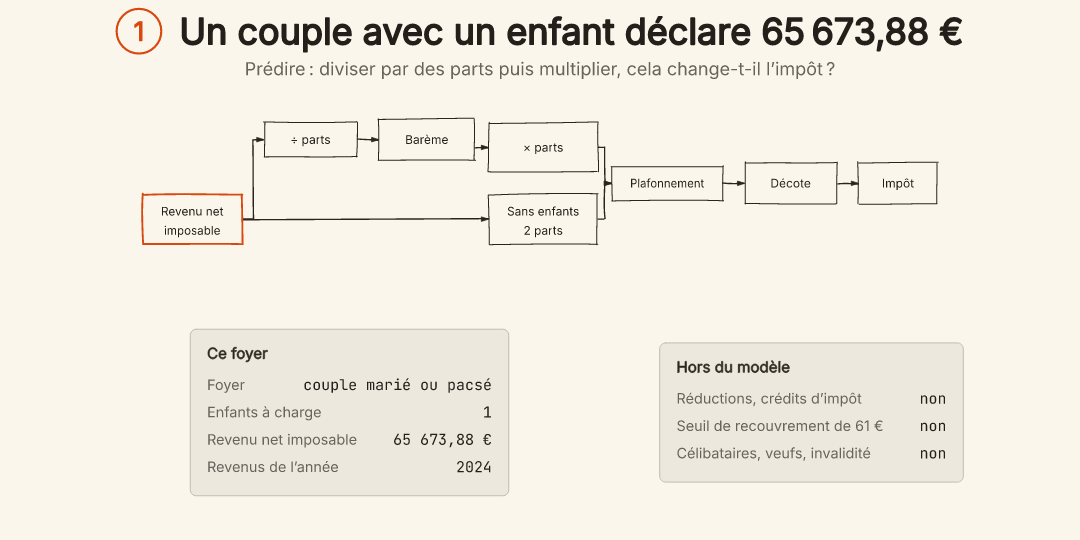 1 Un couple avec un enfant déclare 65 673,88 €
Prédire : diviser par des parts puis multiplier, cela change-t-il l’impôt ?
÷ parts
Barème
× parts
Plafonnement
Décote
Impôt
Revenu net
imposable
Sans enfants
2 parts
Ce foyer
Foyer couple marié ou pacsé
Enfants à charge 1
Revenu net imposable 65 673,88 €
Revenus de l’année 2024
Hors du modèle
Réductions, crédits d’impôt non
Seuil de recouvrement de 61 € non
Célibataires, veufs, invalidité non